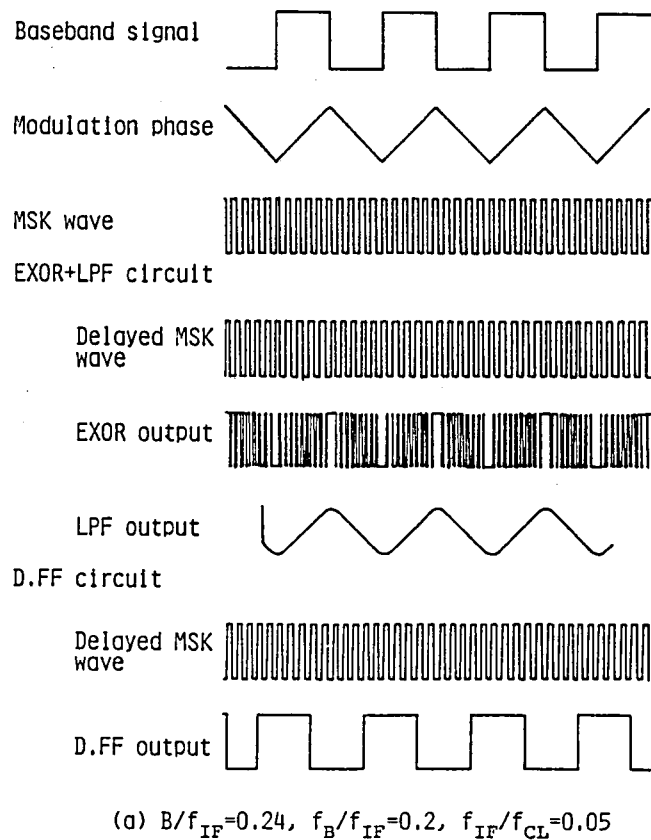 Baseband signal
Modulation phase
MSK wave
EXOR+LPF circuit
Delayed MSK
wave
EXOR output
LPF output
D.FF circuit
Delayed MSK
wave
D.FF output
(a) B/f_IF=0.24, f_B/f_IF=0.2, f_IF/f_CL=0.05